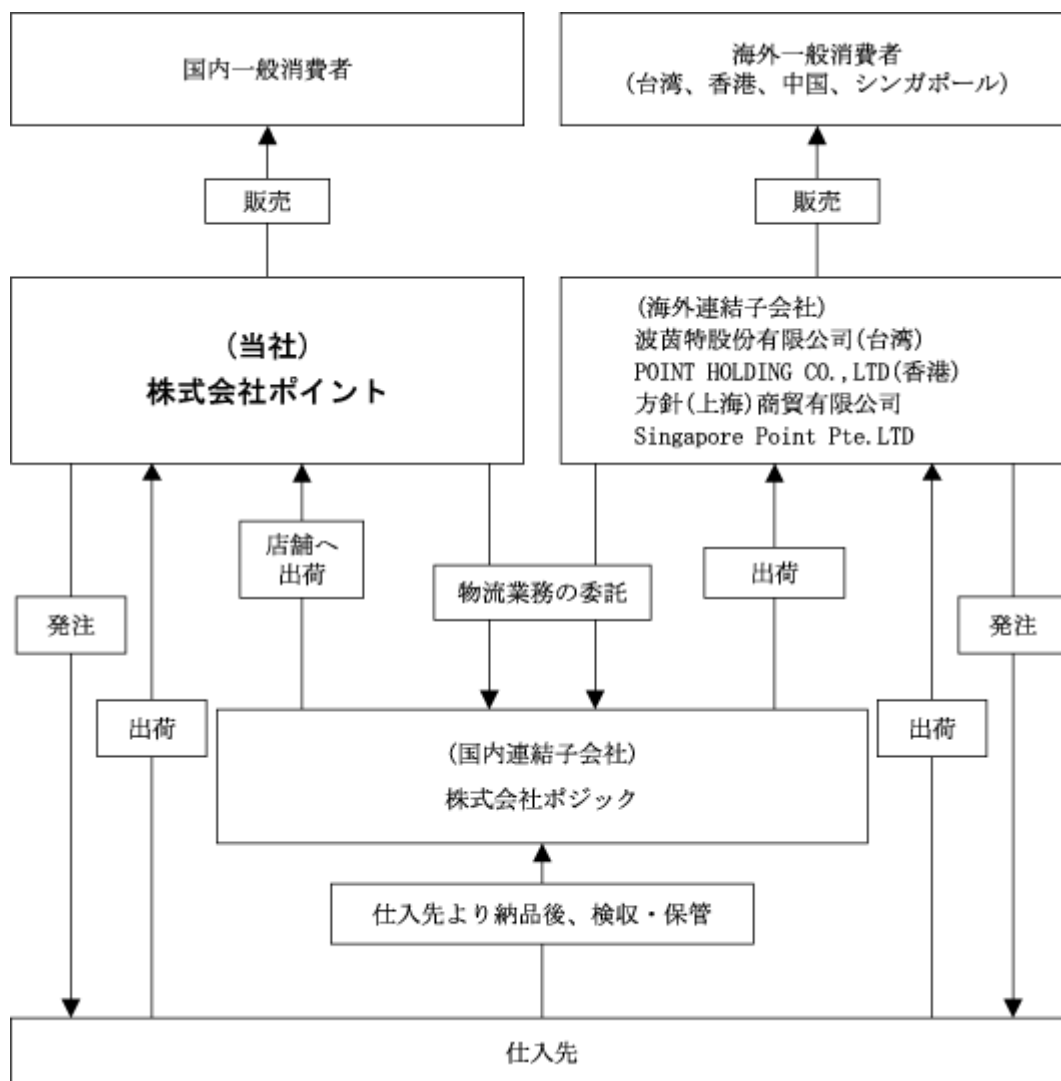 国内一般消費者
海外一般消費者
(台湾、香港、中国、シンガポール)
販売
販売
(当社)
株式会社ポイント
(海外連結子会社)
波茵特股份有限公司(台湾)
POINT HOLDING CO.,LTD(香港)
方針(上海)商貿有限公司
Singapore Point Pte.LTD
店舗へ
出荷
物流業務の委託
出荷
発注
発注
出荷
出荷
(国内連結子会社)
株式会社ポジック
仕入先より納品後、検収・保管
仕入先